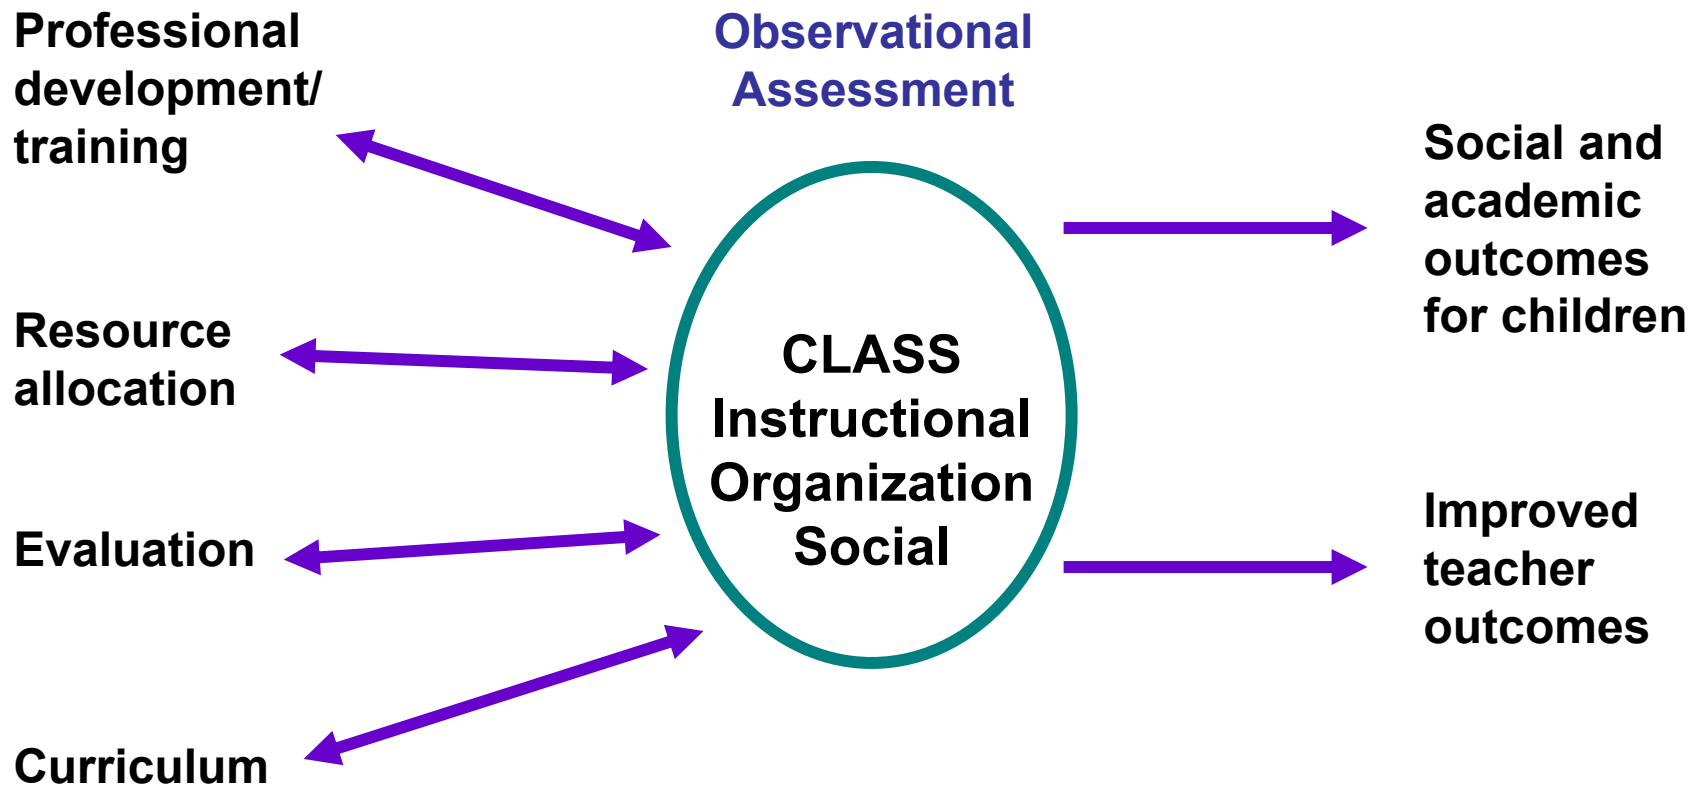 Professional
development/
training
Resource
allocation
Evaluation
Curriculum
Observational
Assessment
CLASS
Instructional
Organization
Social
Social and
academic
outcomes
for children
Improved
teacher
outcomes